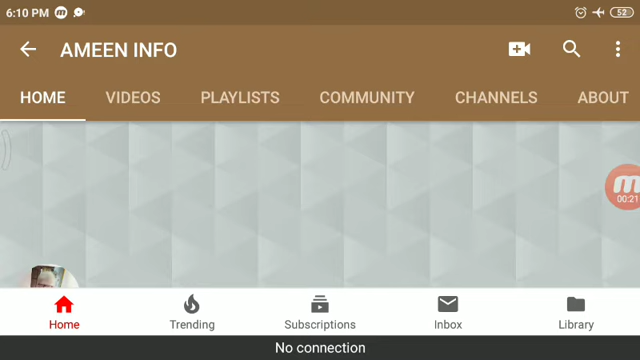 6:10 PM 52
AMEEN INFO
HOME VIDEOS PLAYLISTS COMMUNITY CHANNELS ABOUT
00:21
Home Trending Subscriptions Inbox Library
No connection